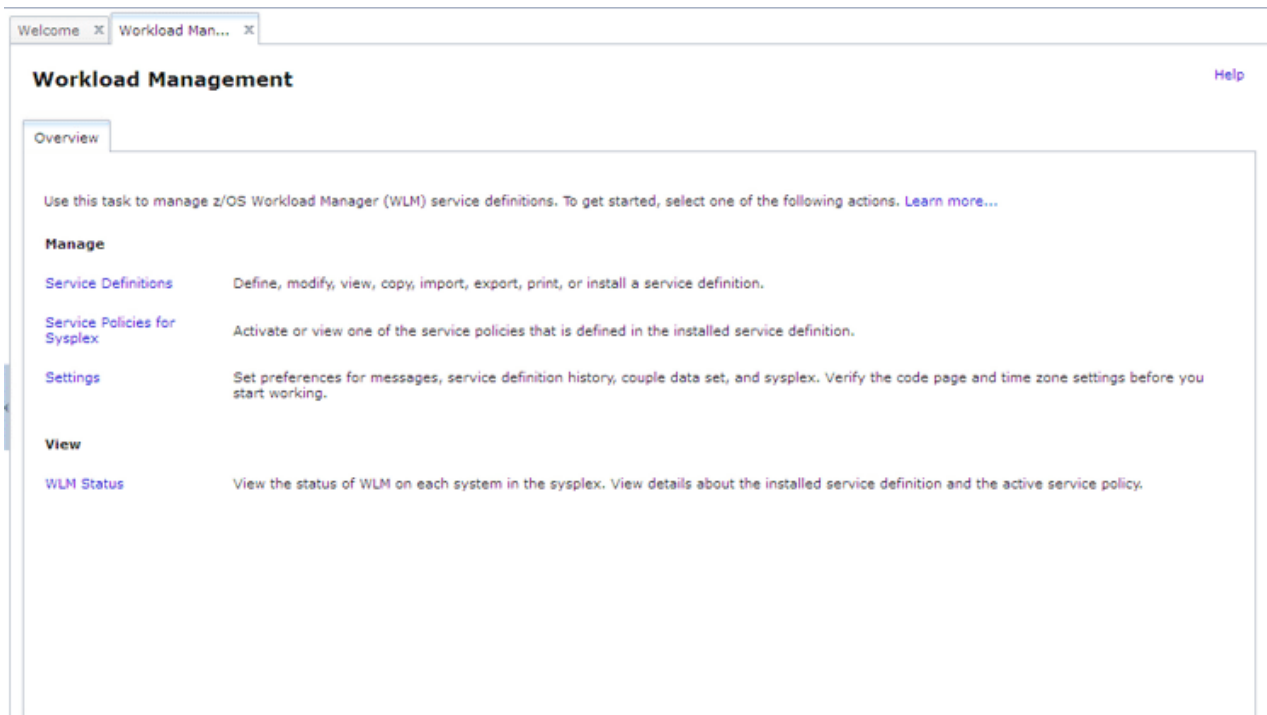 Welcome
Workload Man...
Workload Management
Help
Overview
Use this task to manage z/OS Workload Manager (WLM) service definitions. To get started, select one of the following actions. Learn more...
Manage
Service Definitions Define, modify, view, copy, import, export, print, or install a service definition.
Service Policies for
Sysplex
Activate or view one of the service policies that is defined in the installed service definition.
Settings Set preferences for messages, service definition history, couple data set, and sysplex. Verify the code page and time zone settings before you
start working.
View
WLM Status View the status of WLM on each system in the sysplex. View details about the installed service definition and the active service policy.